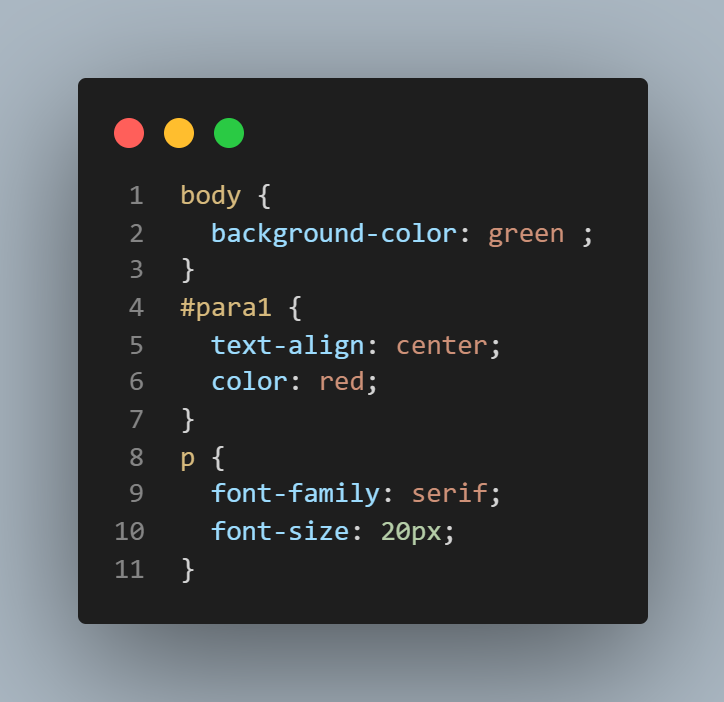 1 body {
2   background-color: green ;
3 }
4 #para1 {
5   text-align: center;
6   color: red;
7 }
8 p {
9   font-family: serif;
10   font-size: 20px;
11 }